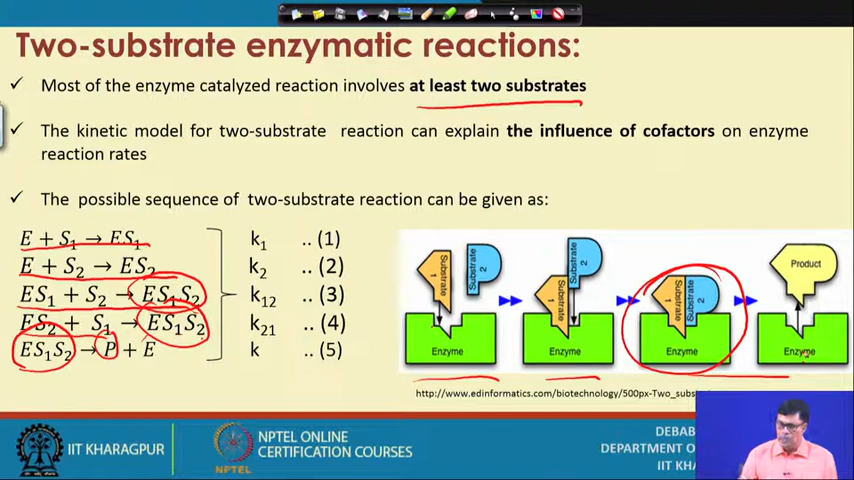 Two-substrate enzymatic reactions:
✓ Most of the enzyme catalyzed reaction involves at least two substrates
✓ The kinetic model for two-substrate reaction can explain the influence of cofactors on enzyme
reaction rates
✓ The possible sequence of two-substrate reaction can be given as:
E + S₁ → ES₁ k₁ .. (1)
E + S₂ → ES₂ k₂ .. (2)
ES₁ + S₂ → ES₁S₂ k₁₂ .. (3)
ES₂ + S₁ → ES₁S₂ k₂₁ .. (4)
ES₁S₂ → P + E k .. (5)
Substrate 1
Substrate 2
Enzyme
Substrate 1
Substrate 2
Enzyme
Substrate 1
Substrate 2
Enzyme
Product
Enzyme
http://www.edinformatics.com/biotechnology/500px-Two_subs
IIT KHARAGPUR
NPTEL
NPTEL ONLINE
CERTIFICATION COURSES
DEBAB
DEPARTMENT O
IIT KHA